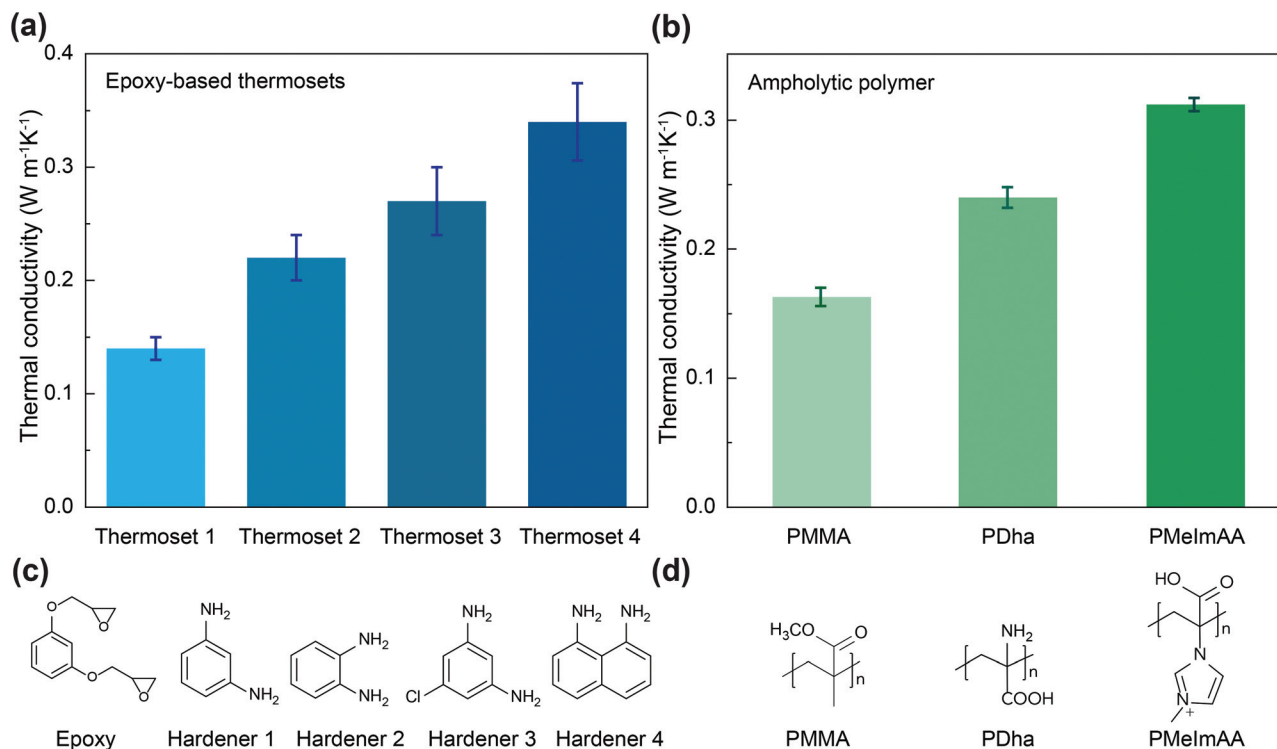 (a)
Epoxy-based thermosets
Thermal conductivity (W m⁻¹K⁻¹)
0.4
0.3
0.2
0.1
0.0
Thermoset 1 Thermoset 2 Thermoset 3 Thermoset 4
(b)
Ampholytic polymer
Thermal conductivity (W m⁻¹K⁻¹)
0.3
0.2
0.1
0.0
PMMA PDha PMeImAA
(c)
O O
O O
Epoxy
NH₂
NH₂
Hardener 1
NH₂
NH₂
Hardener 2
NH₂
Cl NH₂
Hardener 3
NH₂ NH₂
Hardener 4
(d)
H₃CO O
n
PMMA
NH₂
n
COOH
PDha
HO O
n
N
N
+
PMeImAA